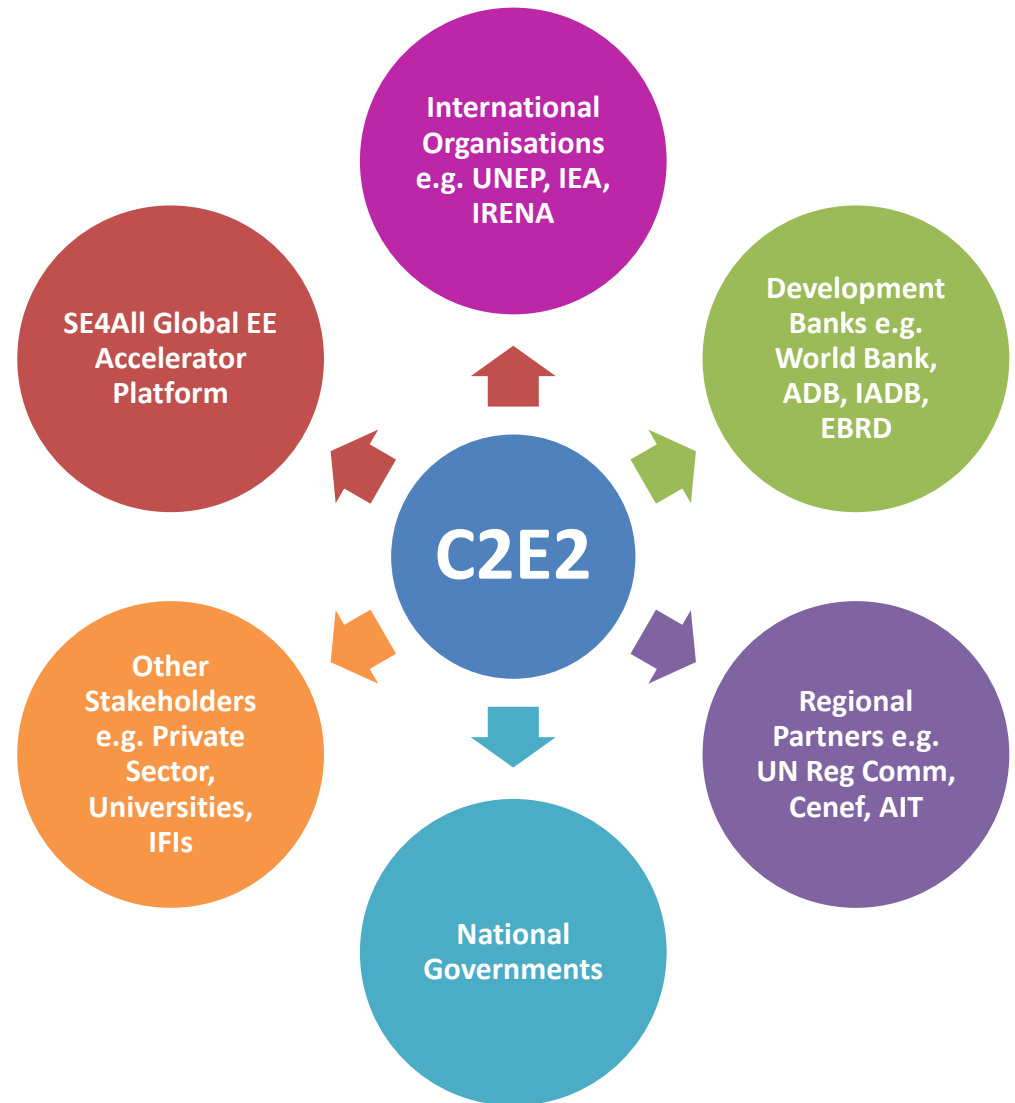 International
Organisations
e.g. UNEP, IEA,
IRENA
SE4All Global EE
Accelerator
Platform
Development
Banks e.g.
World Bank,
ADB, IADB,
EBRD
C2E2
Other
Stakeholders
e.g. Private
Sector,
Universities,
IFIs
Regional
Partners e.g.
UN Reg Comm,
Cenef, AIT
National
Governments